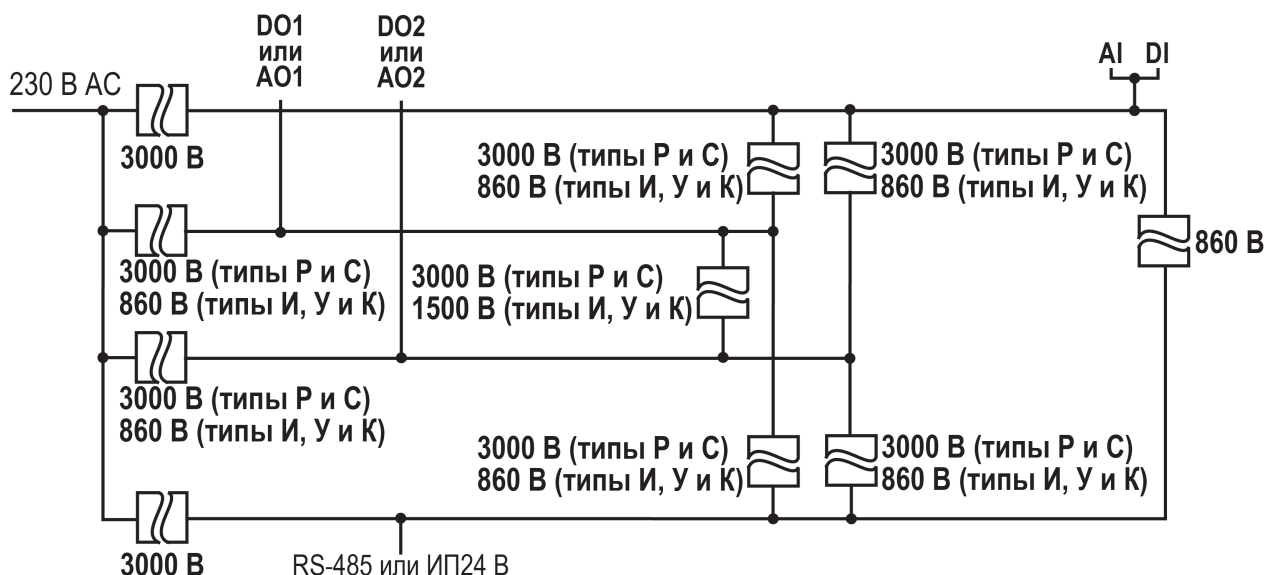 DO1
или
AO1
DO2
или
AO2
AI DI
230 В AC
3000 В
3000 В (типы Р и С)
860 В (типы И, У и К)
3000 В (типы Р и С)
860 В (типы И, У и К)
860 В
3000 В (типы Р и С)
860 В (типы И, У и К)
3000 В (типы Р и С)
1500 В (типы И, У и К)
3000 В (типы Р и С)
860 В (типы И, У и К)
3000 В (типы Р и С)
860 В (типы И, У и К)
3000 В (типы Р и С)
860 В (типы И, У и К)
3000 В
RS-485 или ИП24 В